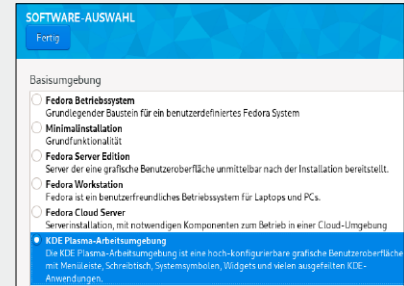 SOFTWARE-AUSWAHL
Fertig
Basisumgebung
Fedora Betriebssystem
Grundlegender Baustein für ein benutzerdefiniertes Fedora System
Minimalinstallation
Grundfunktionalität
Fedora Server Edition
Server der eine grafische Benutzeroberfläche unmittelbar nach der Installation bereitstellt.
Fedora Workstation
Fedora ist ein benutzerfreundliches Betriebssystem für Laptops und PCs.
Fedora Cloud Server
Serverinstallation, mit notwendigen Komponenten zum Betrieb in einer Cloud-Umgebung
KDE Plasma-Arbeitsumgebung
Die KDE Plasma-Arbeitsumgebung ist eine hoch-konfigurierbare grafische Benutzeroberfläche
mit Menüleiste, Schreibtisch, Systemsymbolen, Widgets und vielen ausgefeilten KDE-
Anwendungen.